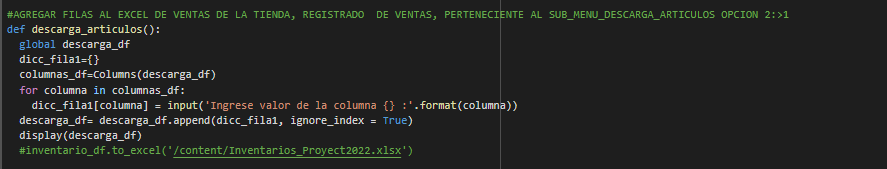 #AGREGAR FILAS AL EXCEL DE VENTAS DE LA TIENDA, REGISTRADO  DE VENTAS, PERTENECIENTE AL SUB_MENU_DESCARGA_ARTICULOS OPCION 2:>1
def descarga_articulos():
  global descarga_df
  dicc_fila1={}
  columnas_df=Columns(descarga_df)
  for columna in columnas_df:
    dicc_fila1[columna] = input('Ingrese valor de la columna {} :'.format(columna))
  descarga_df= descarga_df.append(dicc_fila1, ignore_index = True)
  display(descarga_df)
  #inventario_df.to_excel('/content/Inventarios_Proyect2022.xlsx')